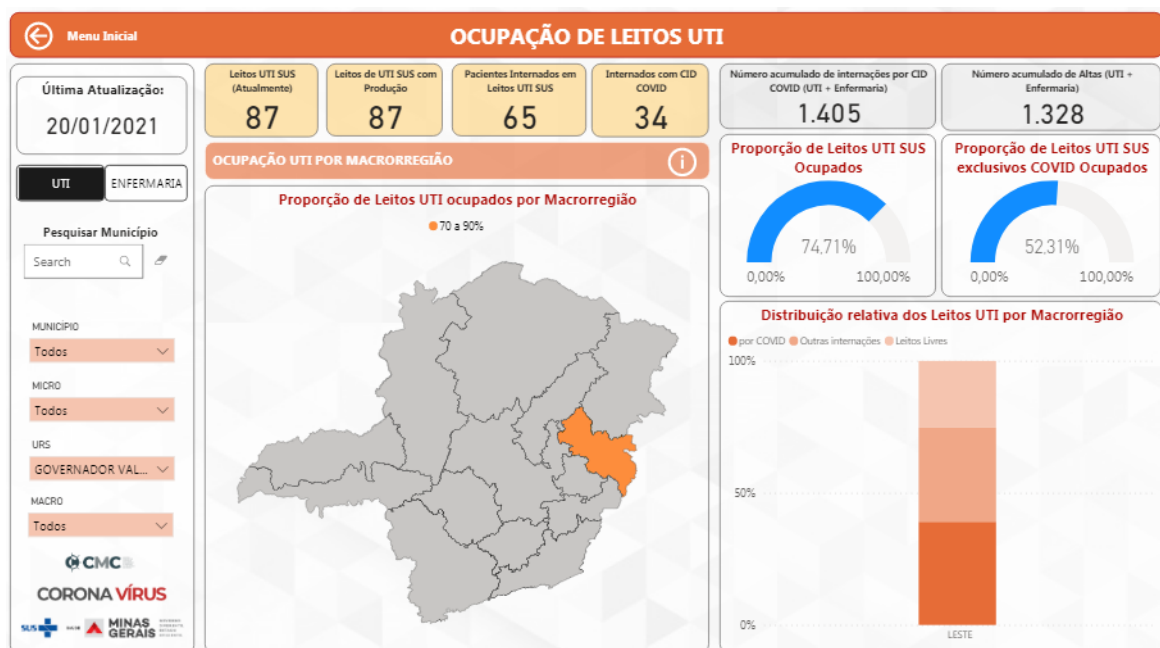 Menu Inicial
OCUPAÇÃO DE LEITOS UTI
Última Atualização:
20/01/2021
UTI
ENFERMARIA
Pesquisar Município
Search
MUNICÍPIO
Todos
MICRO
Todos
URS
GOVERNADOR VAL...
MACRO
Todos
CMC
CORONA VÍRUS
SUS
MINAS
GERAIS
Leitos UTI SUS
(Atualmente)
87
Leitos de UTI SUS com
Produção
87
Pacientes Internados em
Leitos UTI SUS
65
Internados com CID
COVID
34
OCUPAÇÃO UTI POR MACRORREGIÃO
Proporção de Leitos UTI ocupados por Macrorregião
70 a 90%
Número acumulado de internações por CID
COVID (UTI + Enfermaria)
1.405
Número acumulado de Altas (UTI +
Enfermaria)
1.328
Proporção de Leitos UTI SUS
Ocupados
74,71%
0,00%
100,00%
Proporção de Leitos UTI SUS
exclusivos COVID Ocupados
52,31%
0,00%
100,00%
Distribuição relativa dos Leitos UTI por Macrorregião
por COVID
Outras internações
Leitos Livres
100%
50%
0%
LESTE